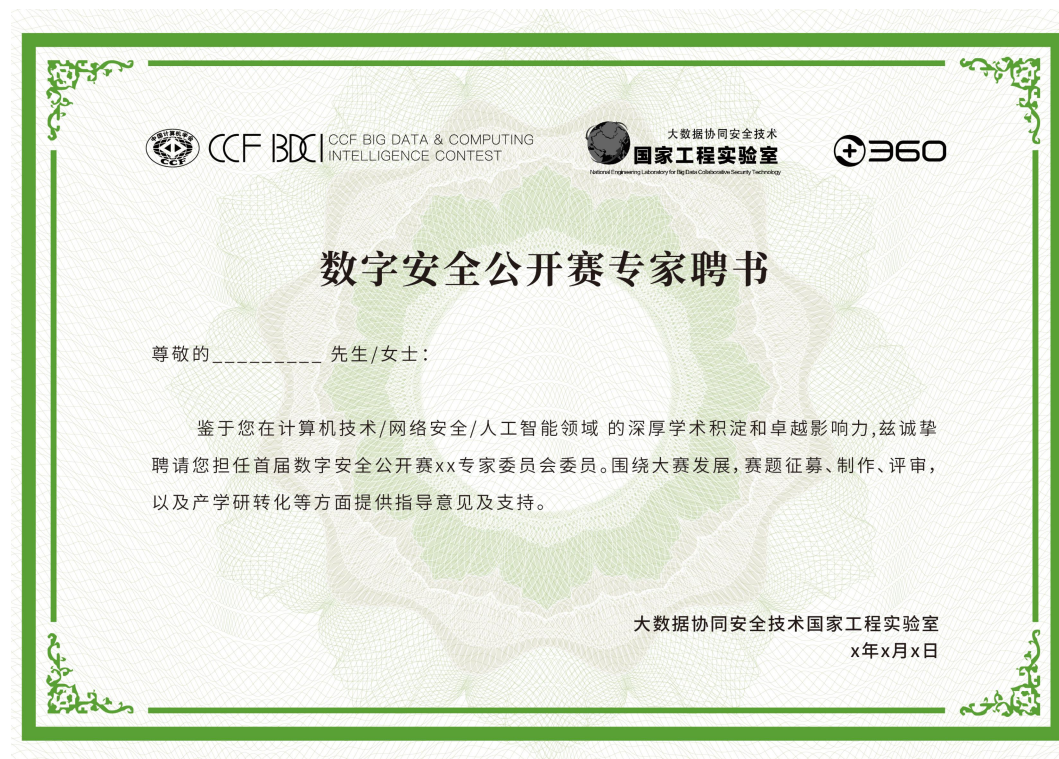 中国计算机学会
CCF
CCF BDCI
CCF BIG DATA & COMPUTING
INTELLIGENCE CONTEST
大数据协同安全技术
国家工程实验室
National Engineering Laboratory for Big Data Collaborative Security Technology
360
数字安全公开赛专家聘书
尊敬的_________ 先生/女士：
鉴于您在计算机技术/网络安全/人工智能领域 的深厚学术积淀和卓越影响力,兹诚挚
聘请您担任首届数字安全公开赛xx专家委员会委员。围绕大赛发展，赛题征募、制作、评审，
以及产学研转化等方面提供指导意见及支持。
大数据协同安全技术国家工程实验室
x年x月x日